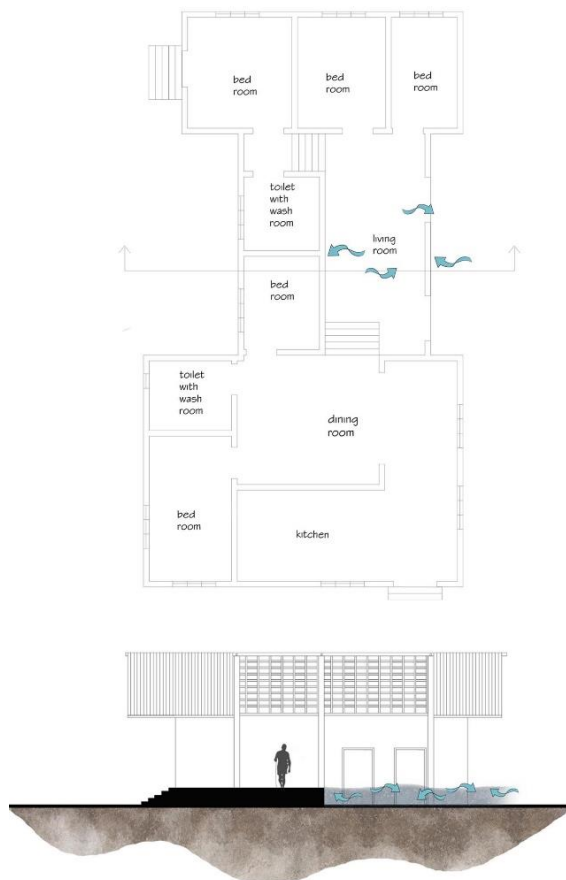 bed
room
bed
room
bed
room
toilet
with
wash
room
living
room
bed
room
toilet
with
wash
room
dining
room
bed
room
kitchen